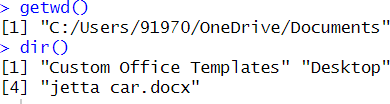 > getwd()
[1] "C:/Users/91970/OneDrive/Documents"
> dir()
[1] "Custom Office Templates" "Desktop"
[4] "jetta car.docx"